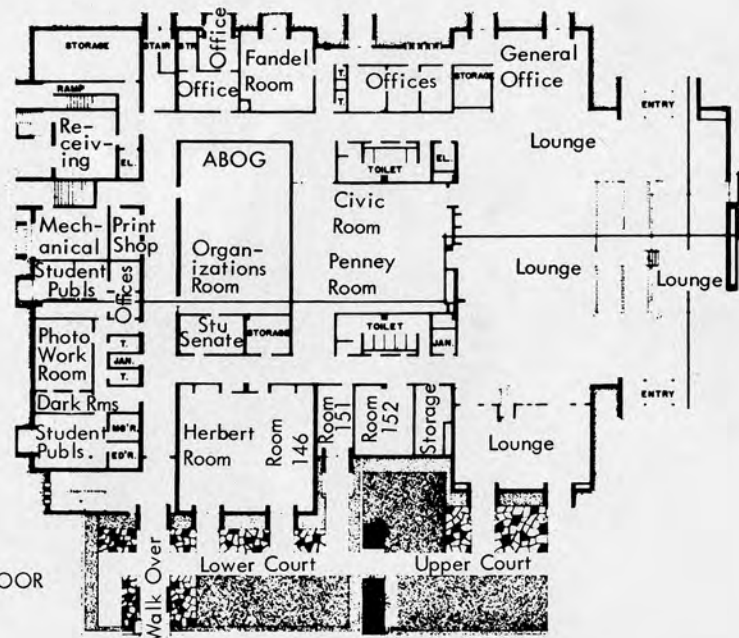 STORAGE
STAIR
STR
Office
Office
Fandel
Room
T.
T.
Offices
STORAGE
General
Office
ENTRY
RAMP
Re-
ceiv-
ing
EL.
ABOG
TOILET
EL.
Lounge
Civic
Room
Mech-
anical
Print
Shop
Organ-
izations
Room
Penney
Room
Lounge
Lounge
Student
Publs
Offices
Stu
Senate
STORAGE
TOILET
JAN.
Photo
Work
Room
T.
JAN.
T.
Dark Rms
Student
Publs.
MG'R.
ED'R.
Herbert
Room
Room
146
Room
151
Room
152
Storage
Lounge
ENTRY
OOR
Walk Over
Lower Court
Upper Court